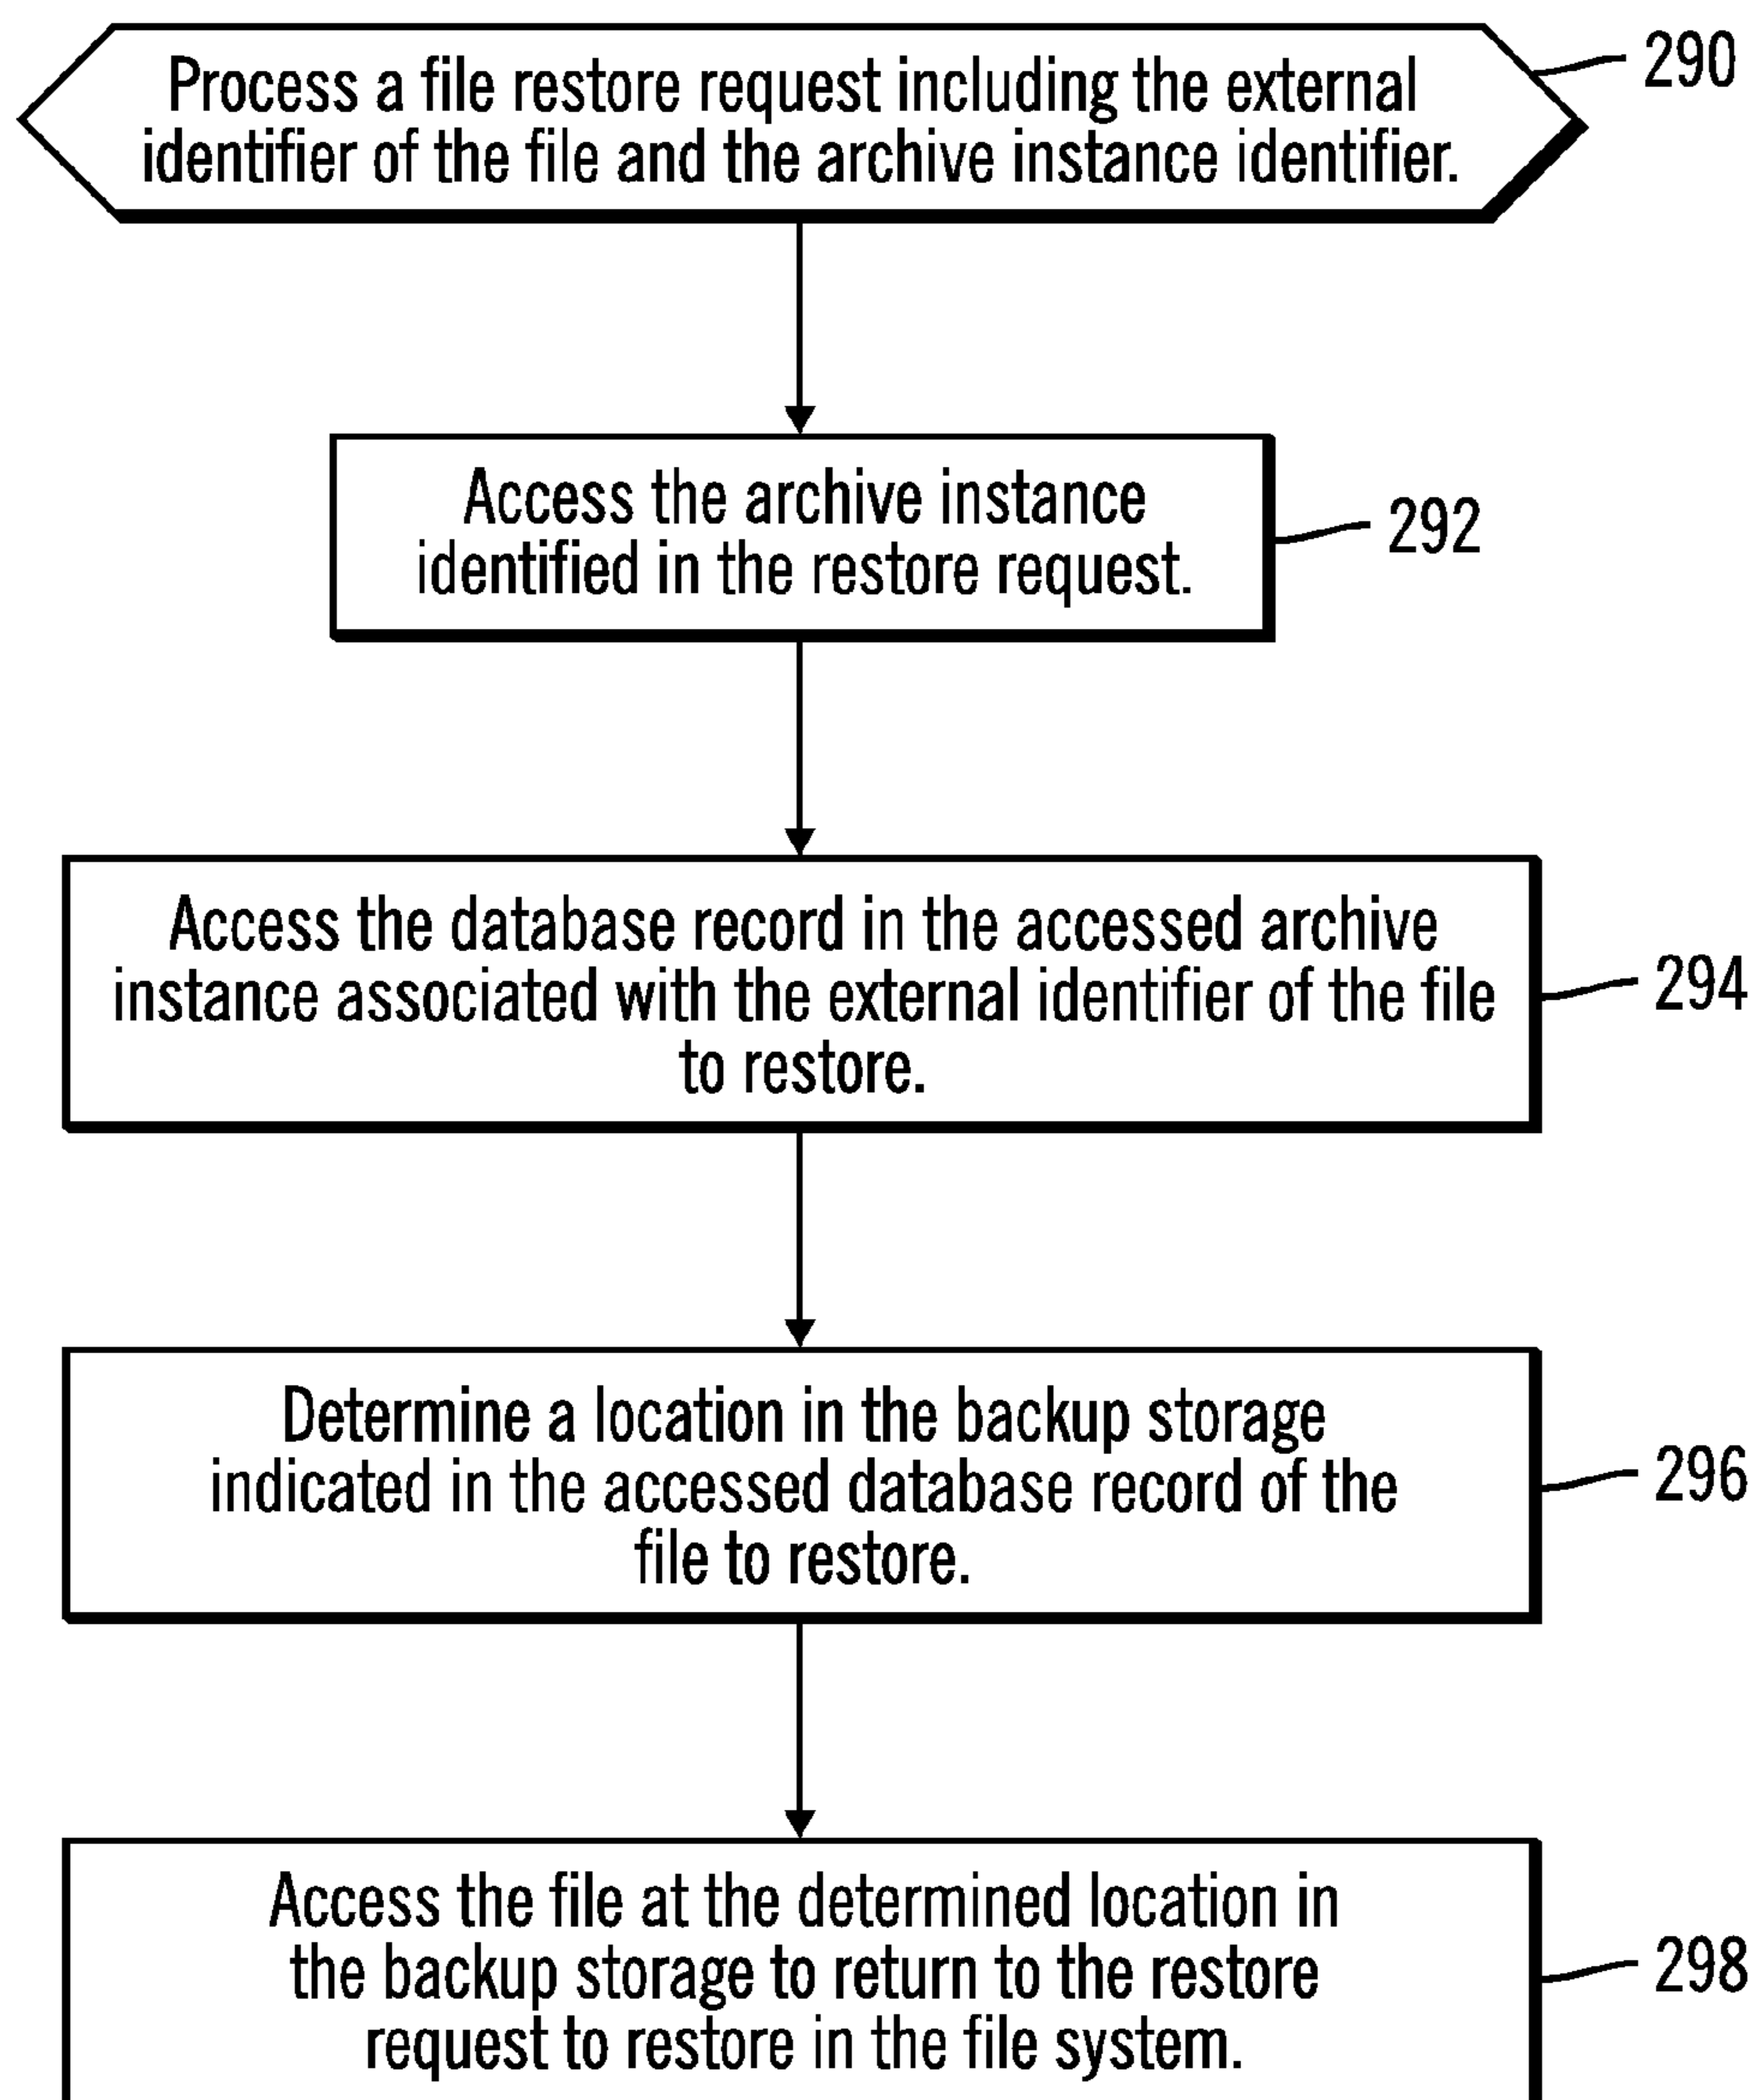 Process a file restore request including the external
identifier of the file and the archive instance identifier.
290
Access the archive instance
identified in the restore request.
292
Access the database record in the accessed archive
instance associated with the external identifier of the file
to restore.
294
Determine a location in the backup storage
indicated in the accessed database record of the
file to restore.
296
Access the file at the determined location in
the backup storage to return to the restore
request to restore in the file system.
298